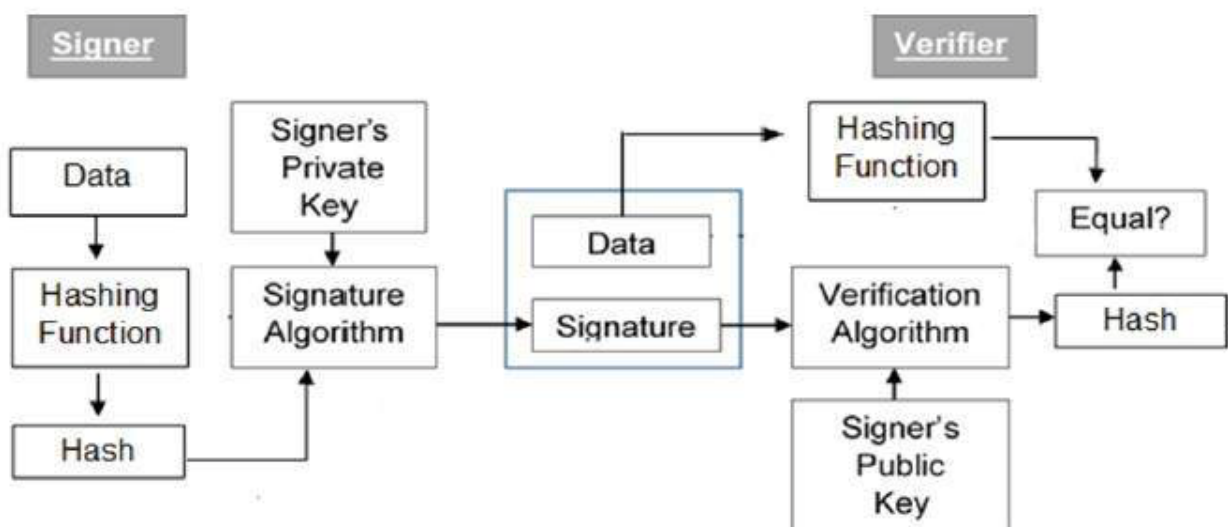 Signer
Verifier
Signer's
Private
Key
Hashing
Function
Data
Equal?
Data
Hashing
Function
Signature
Algorithm
Signature
Verification
Algorithm
Hash
Hash
Signer's
Public
Key